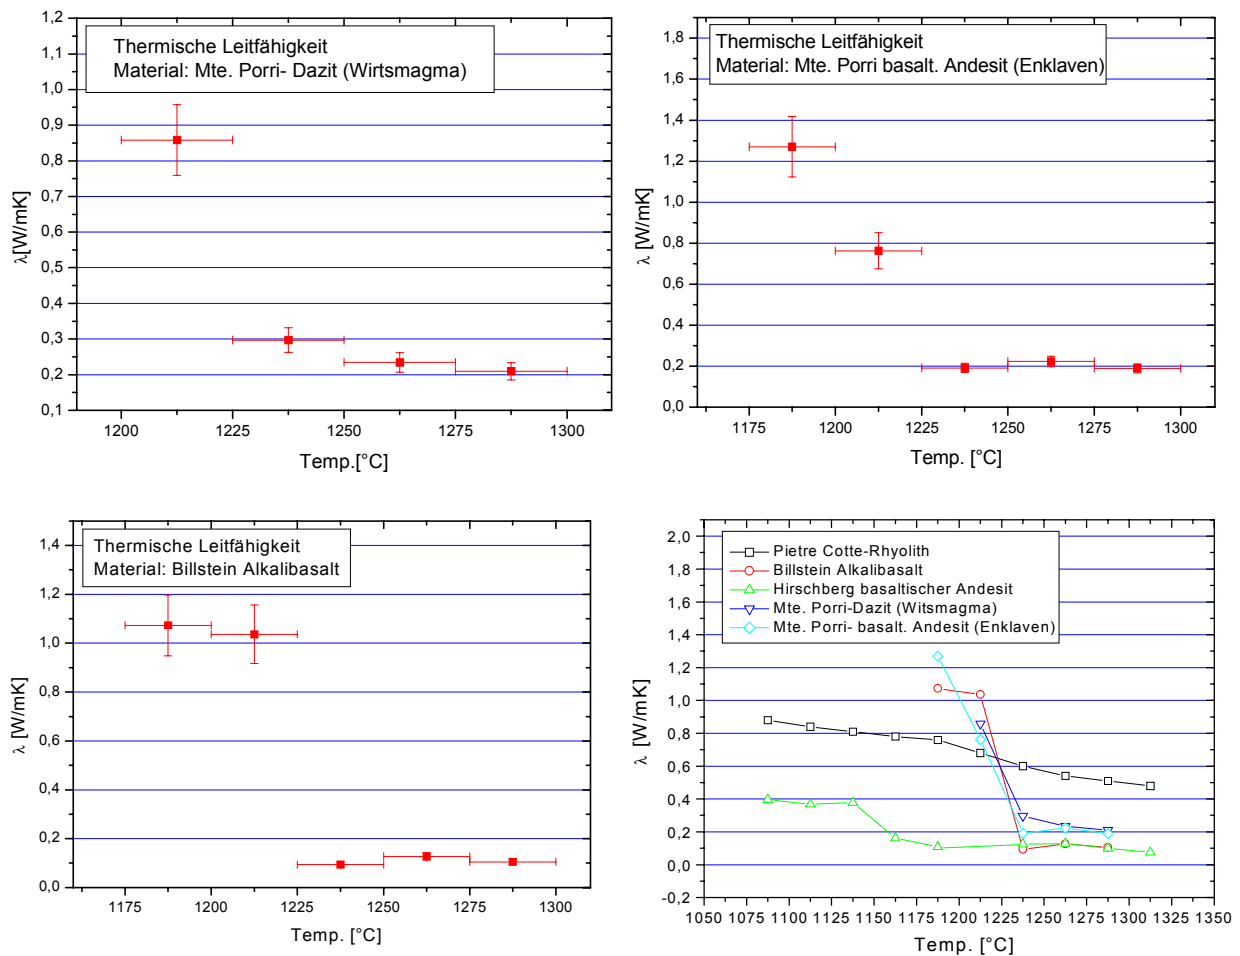 1,2
1,1
1,0
0,9
0,8
0,7
0,6
0,5
0,4
0,3
0,2
0,1
λ[W/mK]
Thermische Leitfähigkeit
Material: Mte. Porri- Dazit (Wirtsmagma)
1200 1225 1250 1275 1300
Temp.[°C]
1,8
1,6
1,4
1,2
1,0
0,8
0,6
0,4
0,2
0,0
λ [W/mK]
Thermische Leitfähigkeit
Material: Mte. Porri basalt. Andesit (Enklaven)
1175 1200 1225 1250 1275 1300
Temp. [°C]
1,4
1,2
1,0
0,8
0,6
0,4
0,2
0,0
λ [W/mK]
Thermische Leitfähigkeit
Material: Billstein Alkalibasalt
1175 1200 1225 1250 1275 1300
Temp. [°C]
2,0
1,8
1,6
1,4
1,2
1,0
0,8
0,6
0,4
0,2
0,0
-0,2
λ [W/mK]
Pietre Cotte-Rhyolith
Billstein Alkalibasalt
Hirschberg basaltischer Andesit
Mte. Porri-Dazit (Witsmagma)
Mte. Porri- basalt. Andesit (Enklaven)
1050 1075 1100 1125 1150 1175 1200 1225 1250 1275 1300 1325 1350
Temp. [°C]